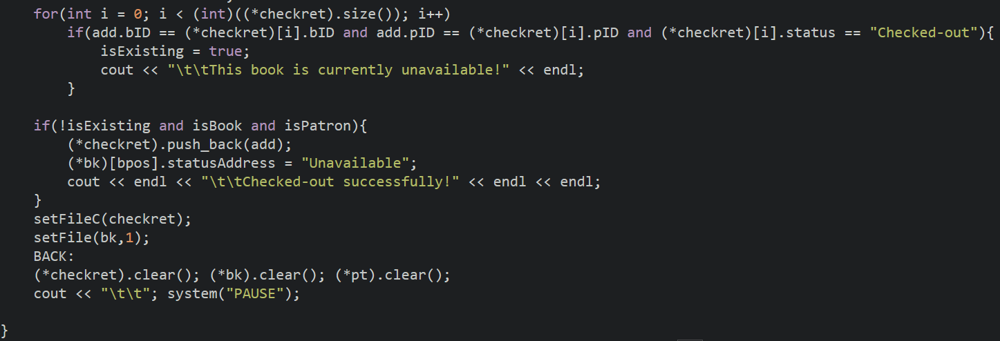 for(int i = 0; i < (int)((*checkret).size()); i++)
if(add.bID == (*checkret)[i].bID and add.pID == (*checkret)[i].pID and (*checkret)[i].status == "Checked-out"){
isExisting = true;
cout << "\t\tThis book is currently unavailable!" << endl;
}
if(!isExisting and isBook and isPatron){
(*checkret).push_back(add);
(*bk)[bpos].statusAddress = "Unavailable";
cout << endl << "\t\tChecked-out successfully!" << endl << endl;
}
setFileC(checkret);
setFile(bk,1);
BACK:
(*checkret).clear(); (*bk).clear(); (*pt).clear();
cout << "\t\t"; system("PAUSE");
}